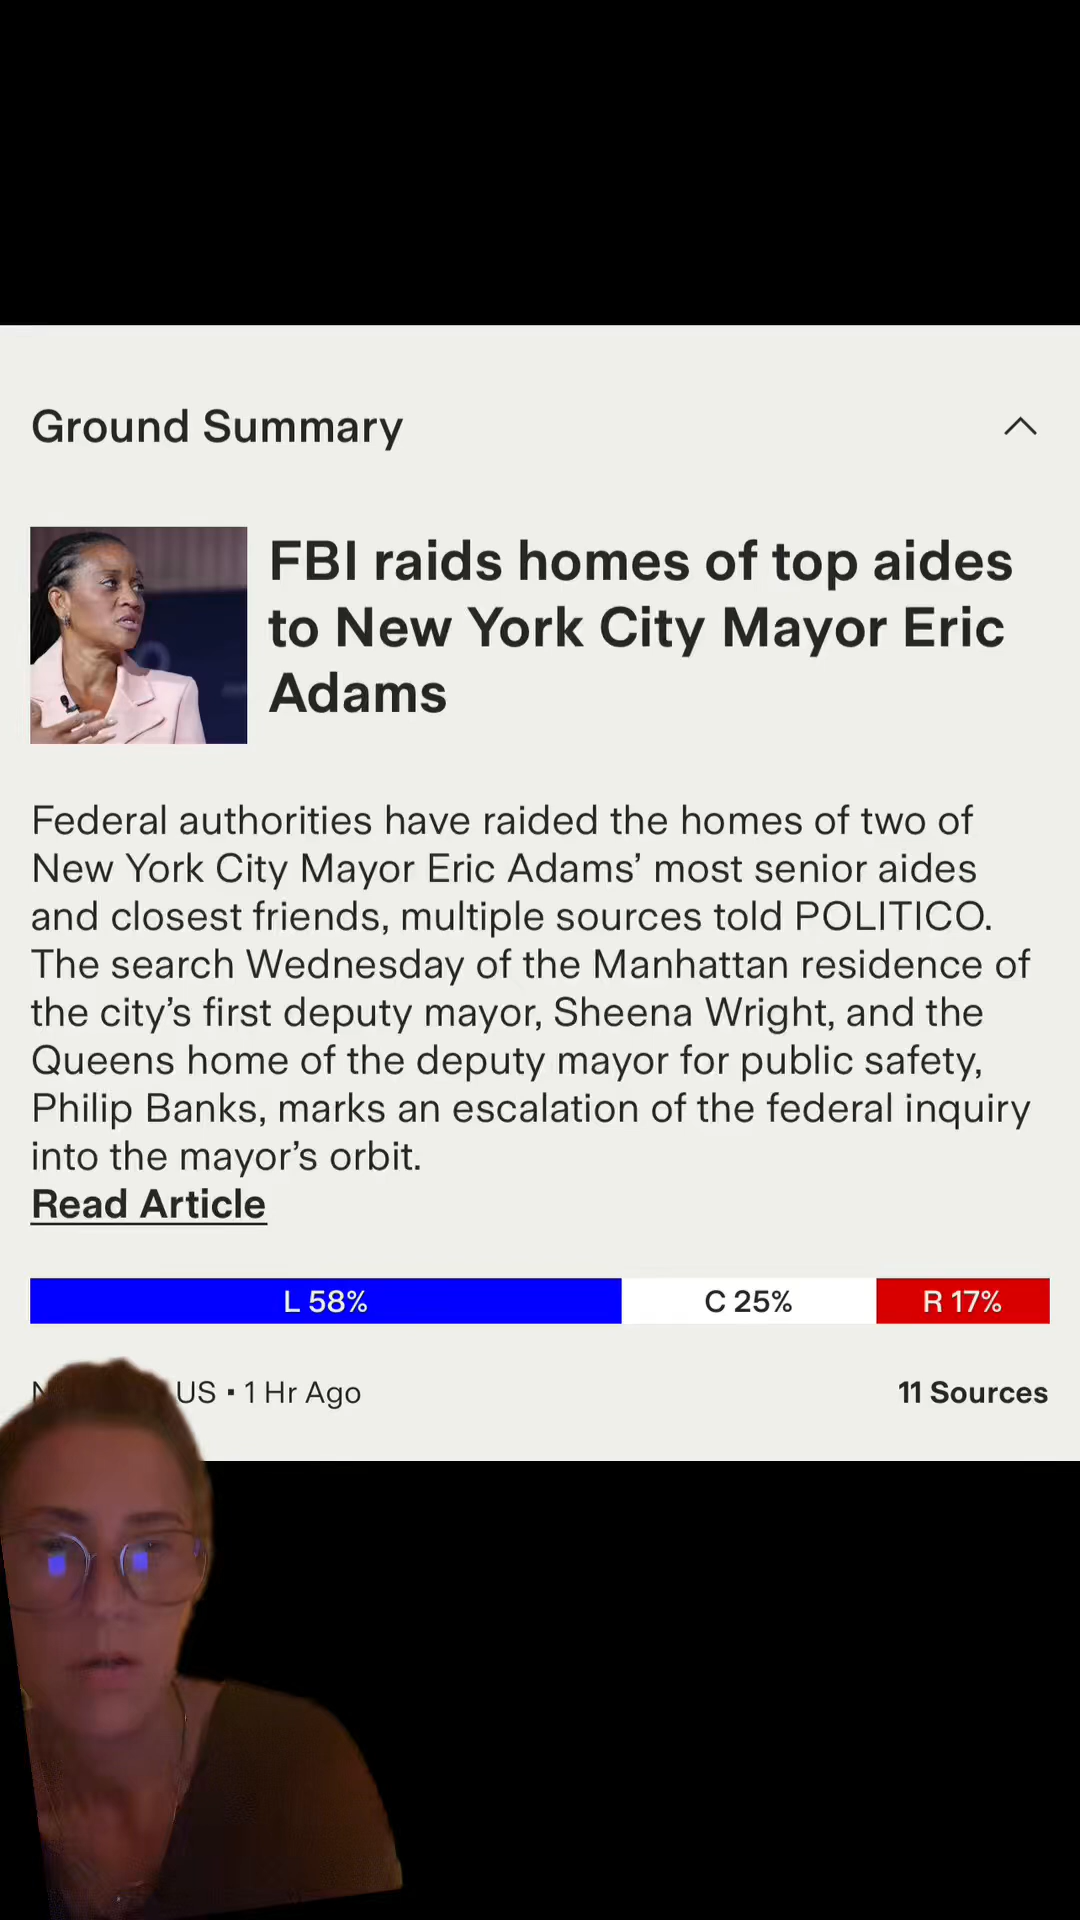 Ground Summary
FBI raids homes of top aides
to New York City Mayor Eric
Adams
Federal authorities have raided the homes of two of
New York City Mayor Eric Adams’ most senior aides
and closest friends, multiple sources told POLITICO.
The search Wednesday of the Manhattan residence of
the city’s first deputy mayor, Sheena Wright, and the
Queens home of the deputy mayor for public safety,
Philip Banks, marks an escalation of the federal inquiry
into the mayor’s orbit.
Read Article
L 58% C 25% R 17%
US • 1 Hr Ago 11 Sources